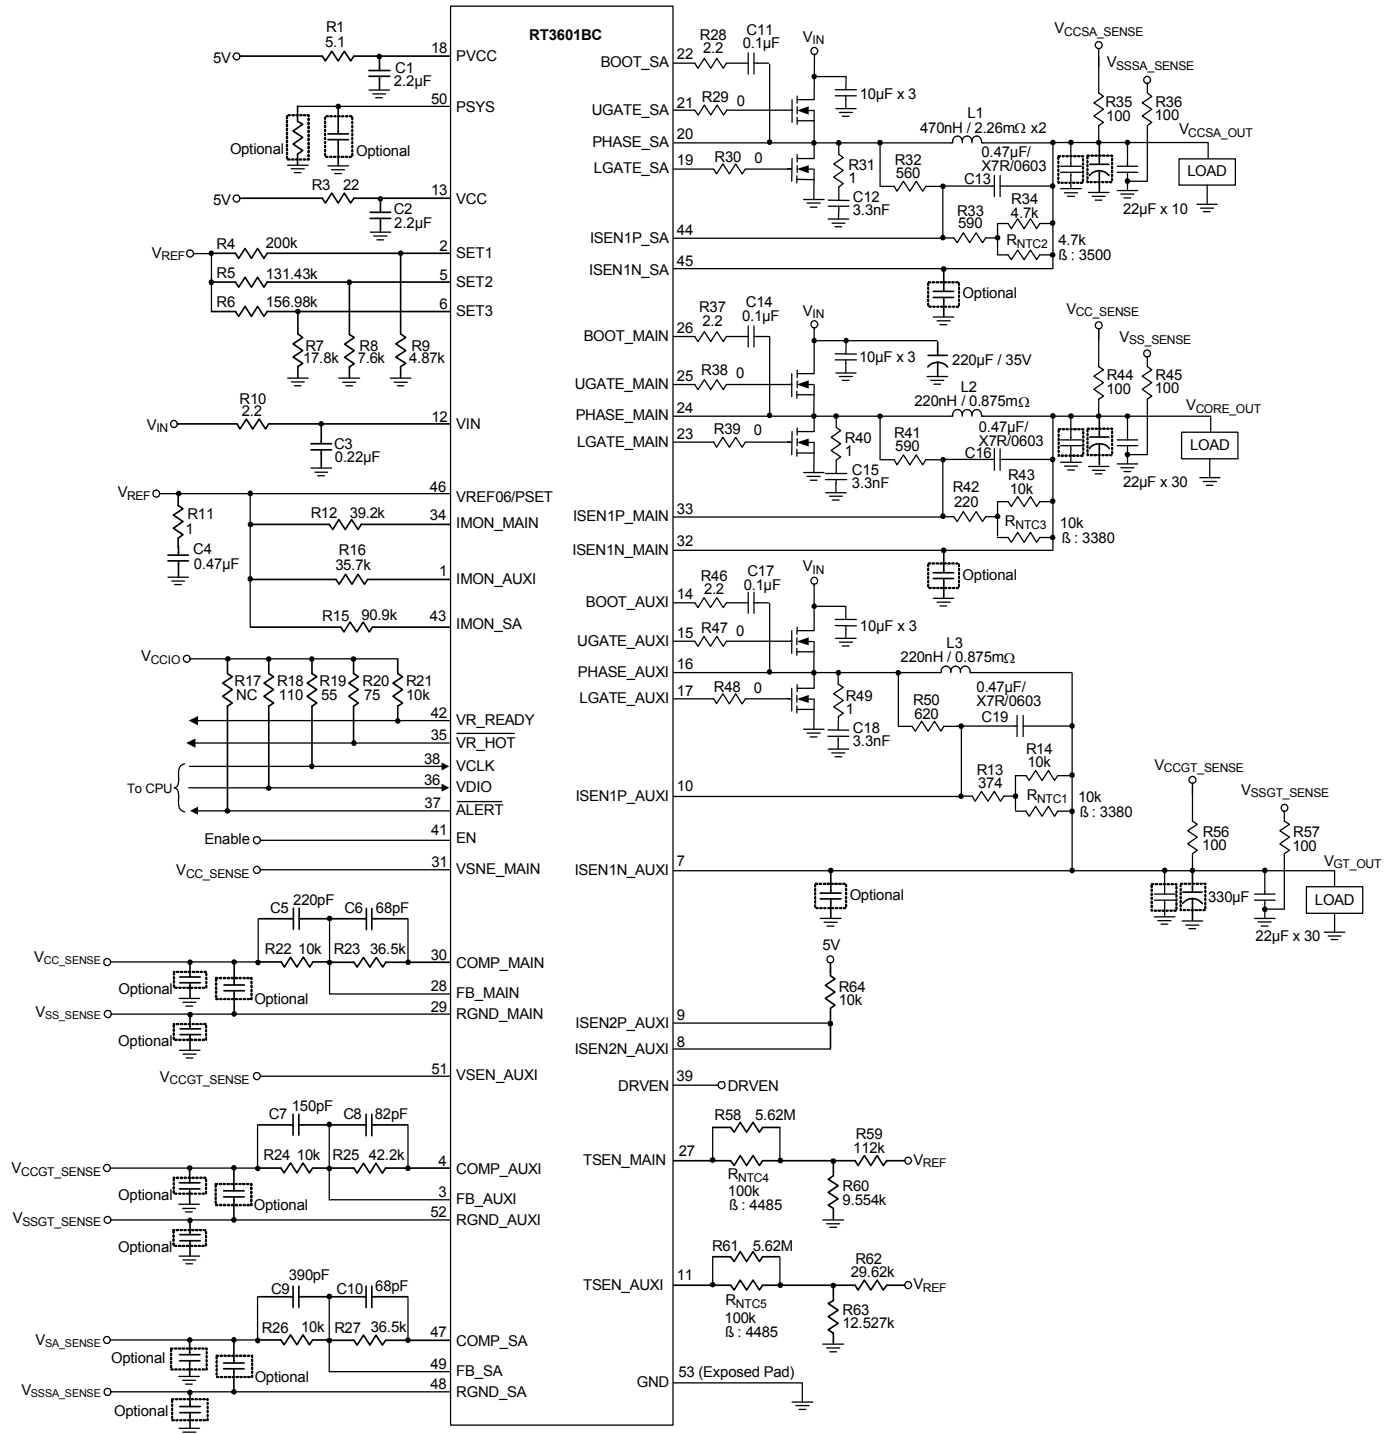 RT3601BC
5V
R1
5.1
18
PVCC
C1
2.2µF
50
PSYS
Optional
Optional
5V
R3 22
13
VCC
C2
2.2µF
VREF
R4 200k
2
SET1
R5 131.43k
5
SET2
R6 156.98k
6
SET3
R7
17.8k
R8
7.6k
R9
4.87k
VIN
R10
2.2
12
VIN
C3
0.22µF
VREF
46
VREF06/PSET
R11
1
C4
0.47µF
R12 39.2k
34
IMON_MAIN
R16
35.7k
1
IMON_AUXI
R15 90.9k
43
IMON_SA
VCCIO
R17
NC
R18
110
R19
55
R20
75
R21
10k
42
VR_READY
35
VR_HOT
38
VCLK
To CPU
36
VDIO
37
ALERT
Enable
41
EN
VCC_SENSE
31
VSNE_MAIN
C5 220pF
C6 68pF
R22 10k
R23 36.5k
VCC_SENSE
30
COMP_MAIN
Optional
Optional
28
FB_MAIN
VSS_SENSE
29
RGND_MAIN
Optional
VCCGT_SENSE
51
VSEN_AUXI
C7 150pF
C8 82pF
R24 10k
R25 42.2k
VCCGT_SENSE
4
COMP_AUXI
Optional
Optional
3
FB_AUXI
VSSGT_SENSE
52
RGND_AUXI
Optional
C9 390pF
C10 68pF
R26 10k
R27 36.5k
VSA_SENSE
47
COMP_SA
Optional
Optional
49
FB_SA
VSSSA_SENSE
48
RGND_SA
Optional
BOOT_SA
22
R28
2.2
C11
0.1µF
VIN
10µF x 3
UGATE_SA
21
R29 0
PHASE_SA
20
LGATE_SA
19
R30 0
R31
1
C12
3.3nF
L1
470nH / 2.26mΩ x2
R32
560
0.47µF/
X7R/0603
C13
R33
590
R34
4.7k
RNTC2
4.7k
ß : 3500
ISEN1P_SA
44
ISEN1N_SA
45
Optional
VCCSA_SENSE
VSSSA_SENSE
R35
100
R36
100
VCCSA_OUT
LOAD
22µF x 10
BOOT_MAIN
26
R37
2.2
C14
0.1µF
VIN
10µF x 3
220µF / 35V
UGATE_MAIN
25
R38 0
PHASE_MAIN
24
LGATE_MAIN
23
R39 0
R40
1
C15
3.3nF
L2
220nH / 0.875mΩ
R41
590
0.47µF/
X7R/0603
C16
R42
220
R43
10k
RNTC3
10k
ß : 3380
ISEN1P_MAIN
33
ISEN1N_MAIN
32
Optional
VCC_SENSE
VSS_SENSE
R44
100
R45
100
VCORE_OUT
LOAD
22µF x 30
BOOT_AUXI
14
R46
2.2
C17
0.1µF
VIN
10µF x 3
UGATE_AUXI
15
R47 0
PHASE_AUXI
16
LGATE_AUXI
17
R48 0
R49
1
C18
3.3nF
L3
220nH / 0.875mΩ
R50
620
0.47µF/
X7R/0603
C19
R13
374
R14
10k
RNTC1
10k
ß : 3380
ISEN1P_AUXI
10
ISEN1N_AUXI
7
Optional
VCCGT_SENSE
VSSGT_SENSE
R56
100
R57
100
VGT_OUT
330µF
LOAD
22µF x 30
5V
R64
10k
ISEN2P_AUXI
9
ISEN2N_AUXI
8
DRVEN
39
DRVEN
R58 5.62M
TSEN_MAIN
27
RNTC4
100k
ß : 4485
R59
112k
VREF
R60
9.554k
R61 5.62M
TSEN_AUXI
11
RNTC5
100k
ß : 4485
R62
29.62k
VREF
R63
12.527k
GND
53 (Exposed Pad)